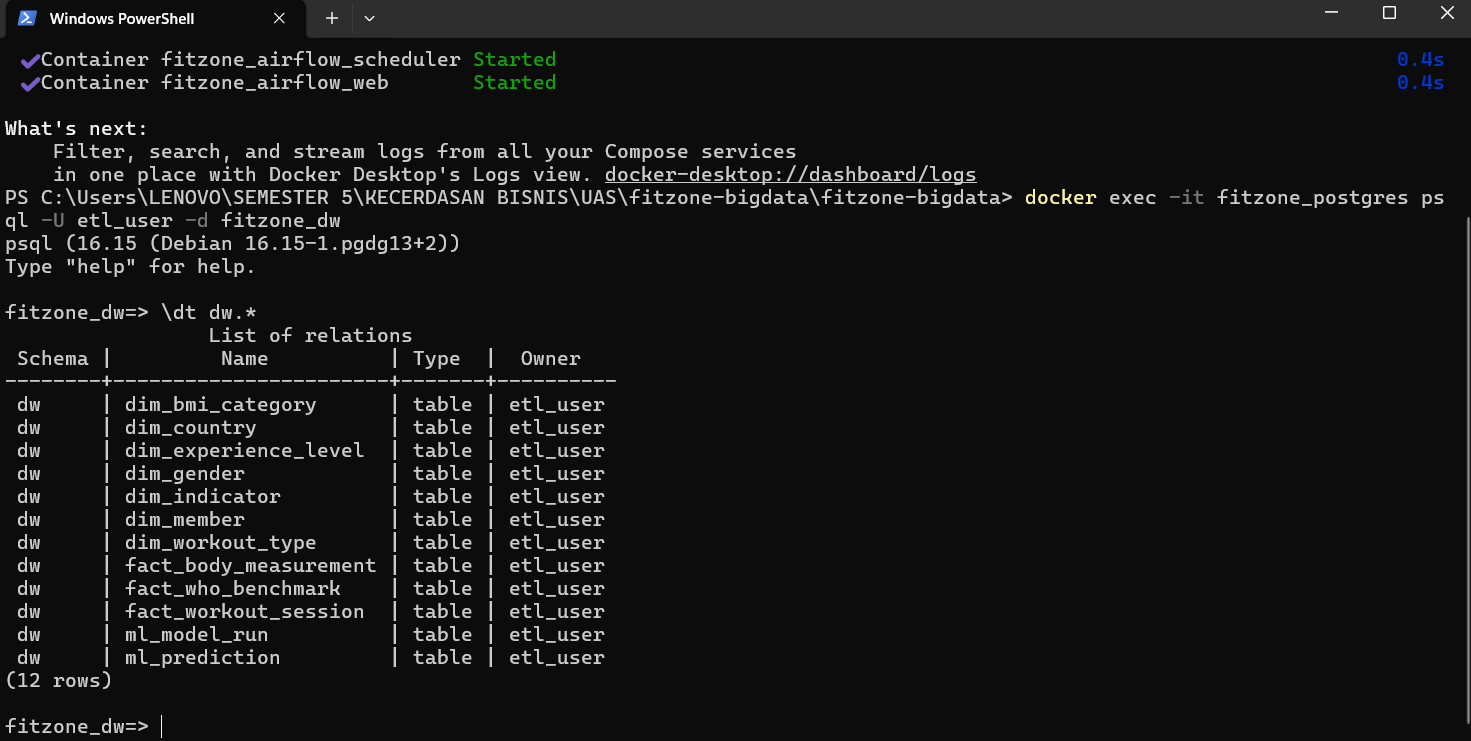 Windows PowerShell
Container fitzone_airflow_scheduler Started 0.4s
Container fitzone_airflow_web Started 0.4s
What's next:
Filter, search, and stream logs from all your Compose services
in one place with Docker Desktop's Logs view. docker-desktop://dashboard/logs
PS C:\Users\LENOVO\SEMESTER 5\KECERDASAN BISNIS\UAS\fitzone-bigdata\fitzone-bigdata> docker exec -it fitzone_postgres ps
ql -U etl_user -d fitzone_dw
psql (16.15 (Debian 16.15-1.pgdg13+2))
Type "help" for help.
fitzone_dw=> \dt dw.*
List of relations
Schema | Name | Type | Owner
--------+-----------------------+-------+----------
dw | dim_bmi_category | table | etl_user
dw | dim_country | table | etl_user
dw | dim_experience_level | table | etl_user
dw | dim_gender | table | etl_user
dw | dim_indicator | table | etl_user
dw | dim_member | table | etl_user
dw | dim_workout_type | table | etl_user
dw | fact_body_measurement | table | etl_user
dw | fact_who_benchmark | table | etl_user
dw | fact_workout_session | table | etl_user
dw | ml_model_run | table | etl_user
dw | ml_prediction | table | etl_user
(12 rows)
fitzone_dw=>